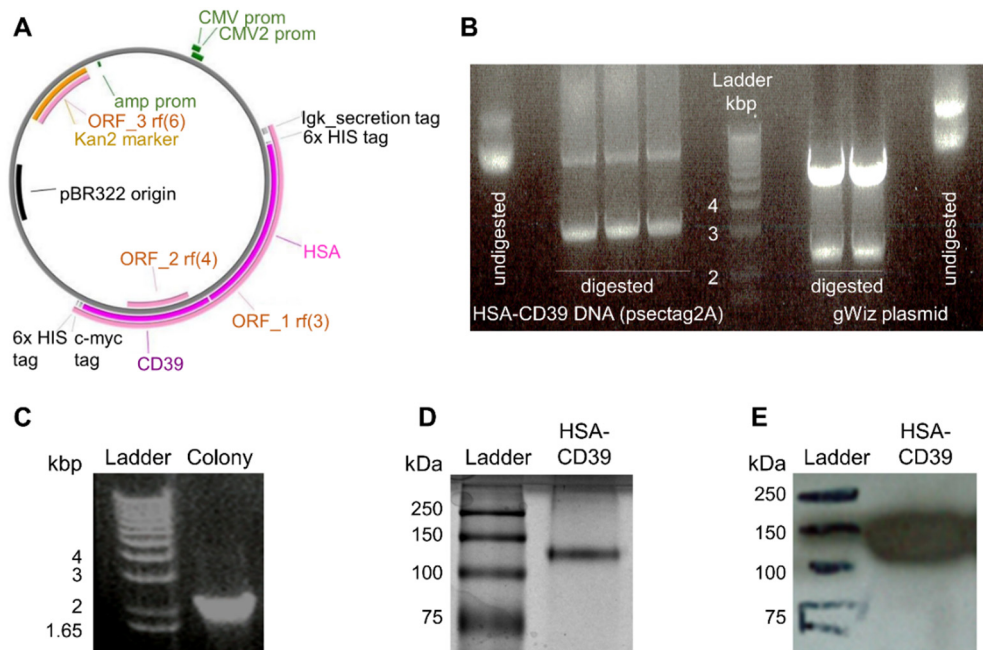 A
CMV prom
CMV2 prom
amp prom
ORF_3 rf(6)
Kan2 marker
Igk_secretion tag
6x HIS tag
pBR322 origin
HSA
ORF_2 rf(4)
ORF_1 rf(3)
6x HIS
tag
c-myc
tag
CD39
B
Ladder
kbp
4
3
2
undigested
digested
HSA-CD39 DNA (psectag2A)
digested
gWiz plasmid
undigested
C
kbp
Ladder
Colony
4
3
2
1.65
D
kDa
Ladder
HSA-
CD39
250
150
100
75
E
kDa
Ladder
HSA-
CD39
250
150
100
75